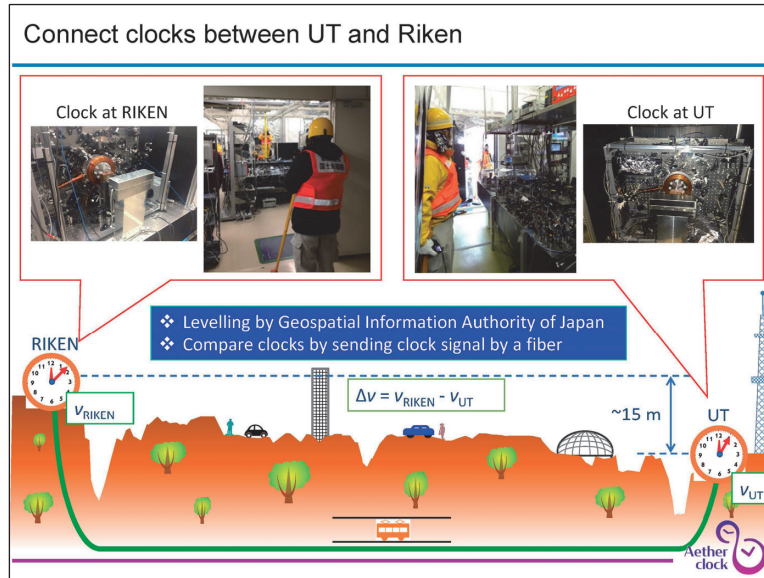 Connect clocks between UT and Riken
Clock at RIKEN
Clock at UT
❖ Levelling by Geospatial Information Authority of Japan
❖ Compare clocks by sending clock signal by a fiber
RIKEN
νRIKEN
Δν = νRIKEN - νUT
~15 m
UT
νUT
Aether
clock